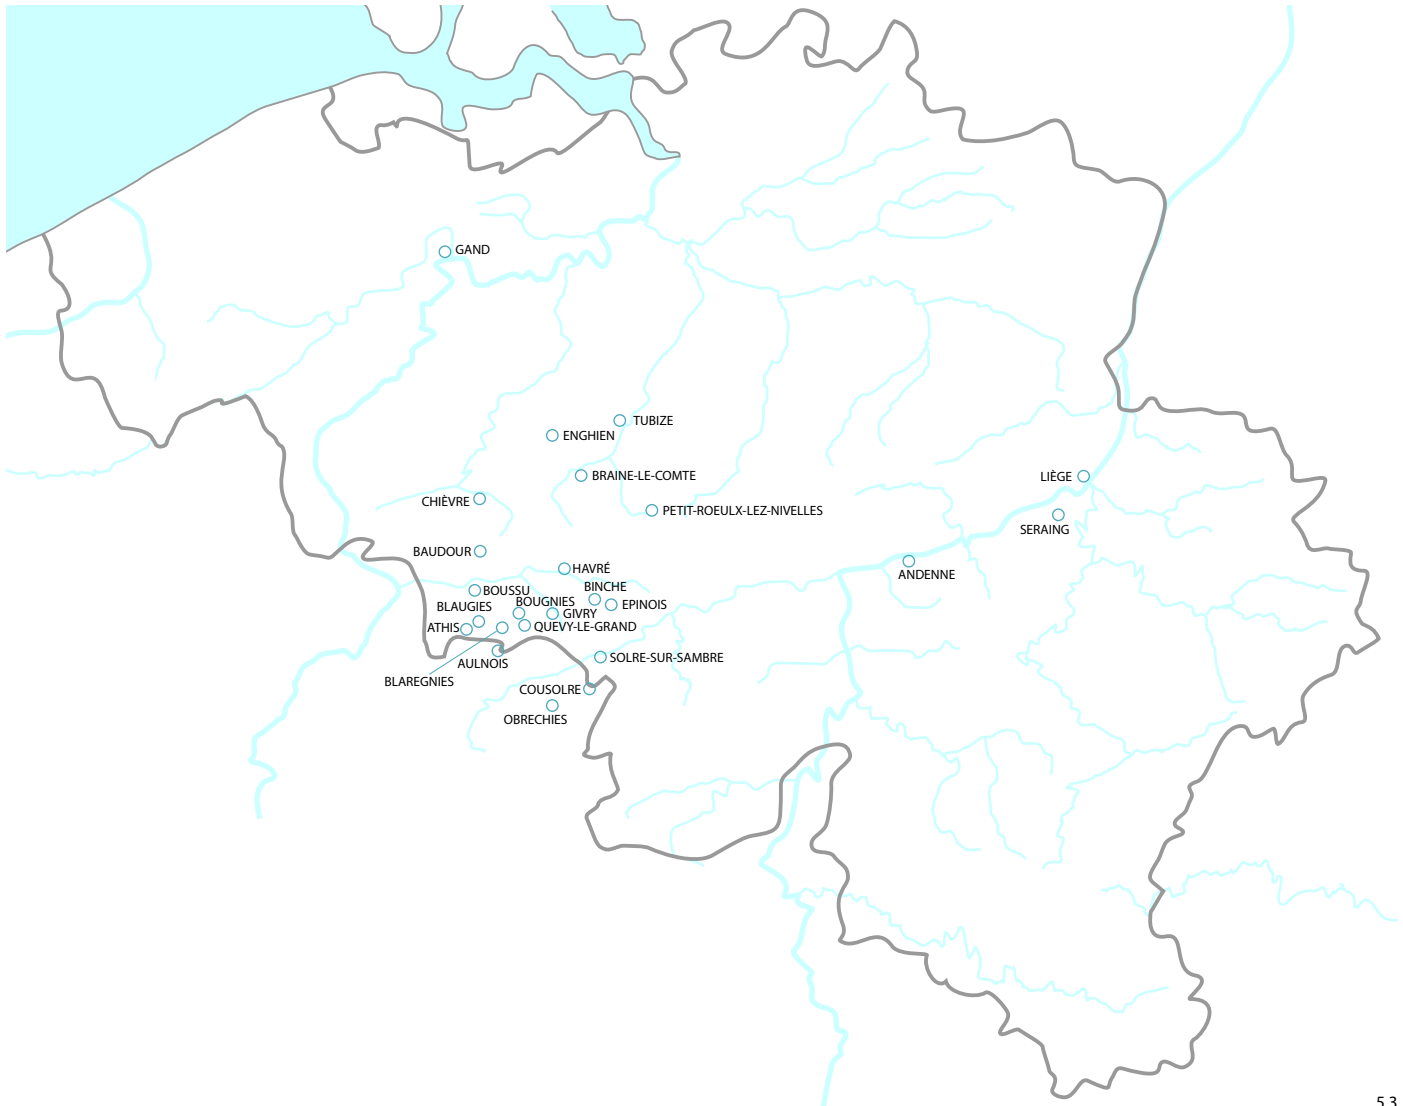 GAND
TUBIZE
ENGHIEN
BRAINE-LE-COMTE
LIÈGE
CHIÈVRE
PETIT-ROEULX-LEZ-NIVELLES
SERAING
BAUDOUR
HAVRÉ
ANDENNE
BINCHE
BOUSSU
BOUGNIES
EPINOIS
BLAUGIES
GIVRY
ATHIS
QUEVY-LE-GRAND
AULNOIS
SOLRE-SUR-SAMBRE
BLAREGNIES
COUSOLRE
OBRECHIES
53